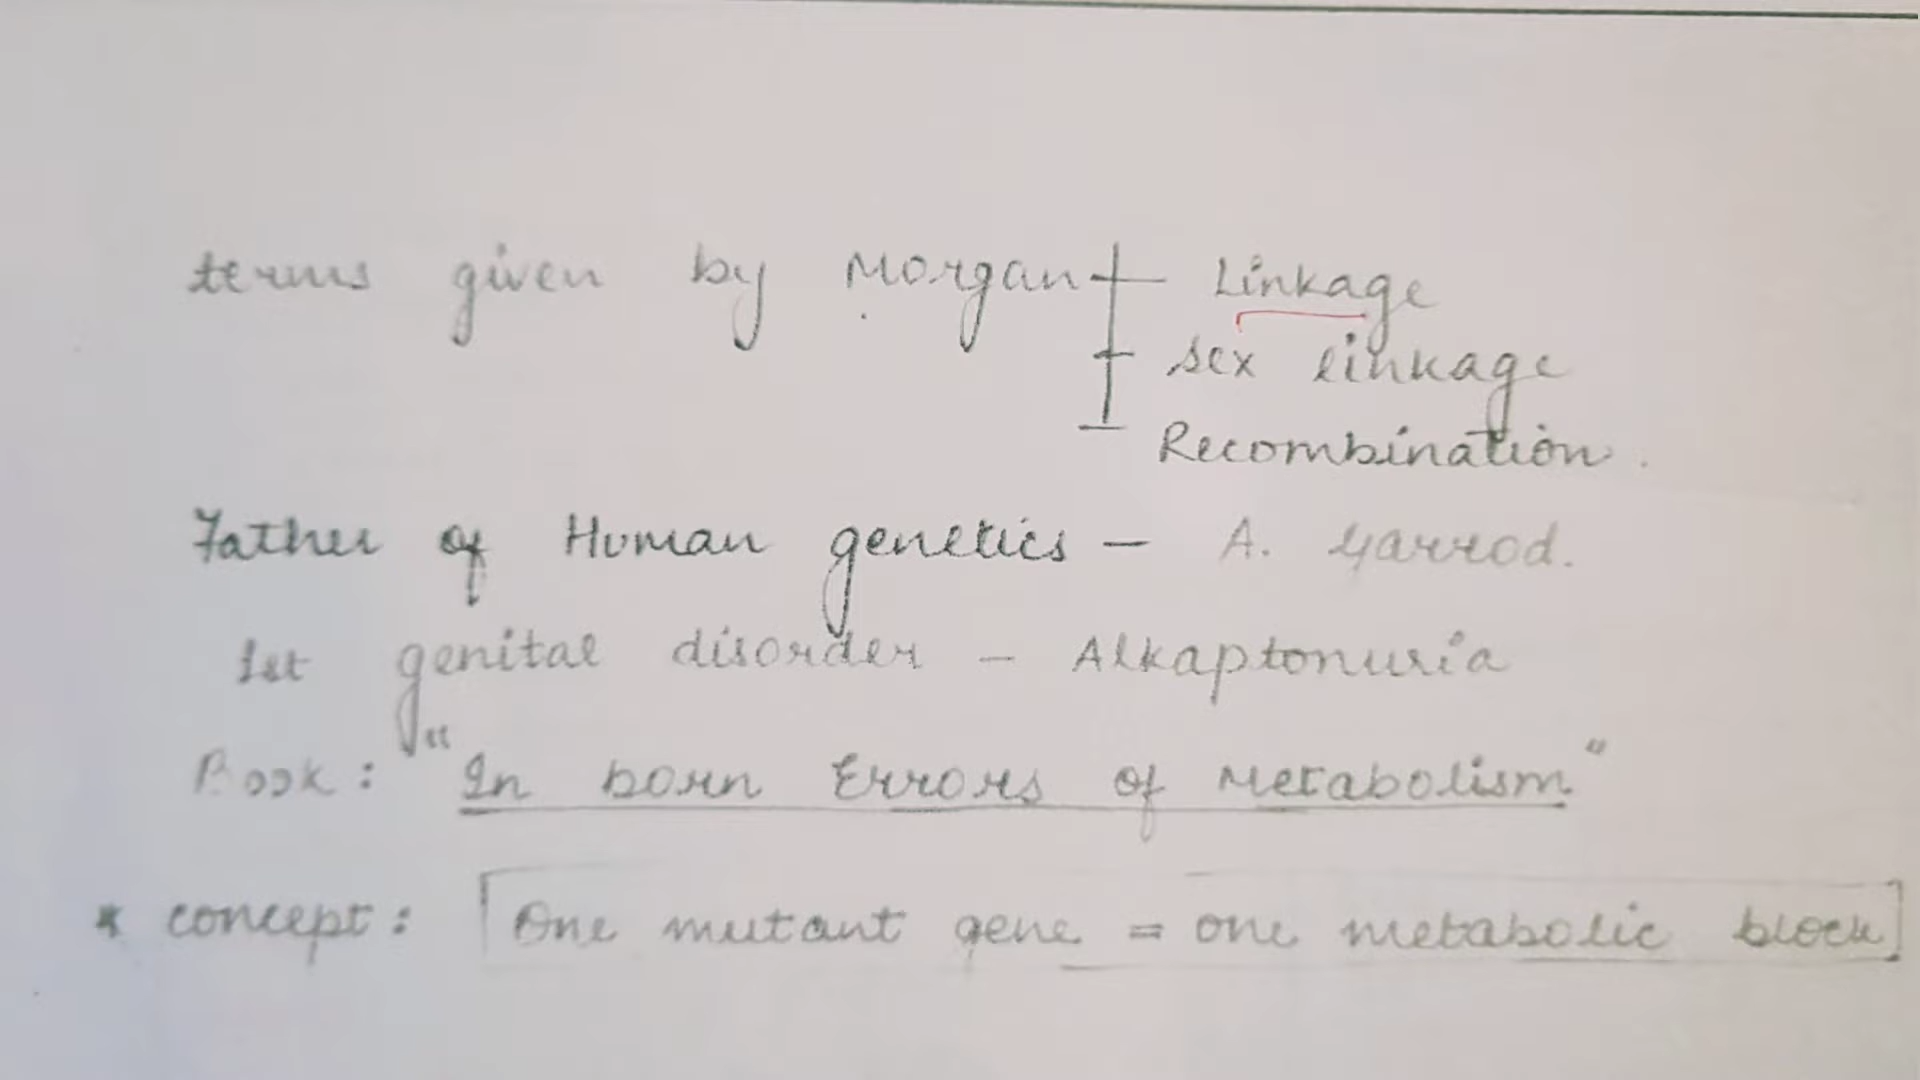 terms given by Morgan Linkage
sex linkage
Recombination.
Father of Human genetics - A. Garrod.
1st genital disorder - Alkaptonuria
Book: "In born Errors of Metabolism"
* concept: One mutant gene = one metabolic block